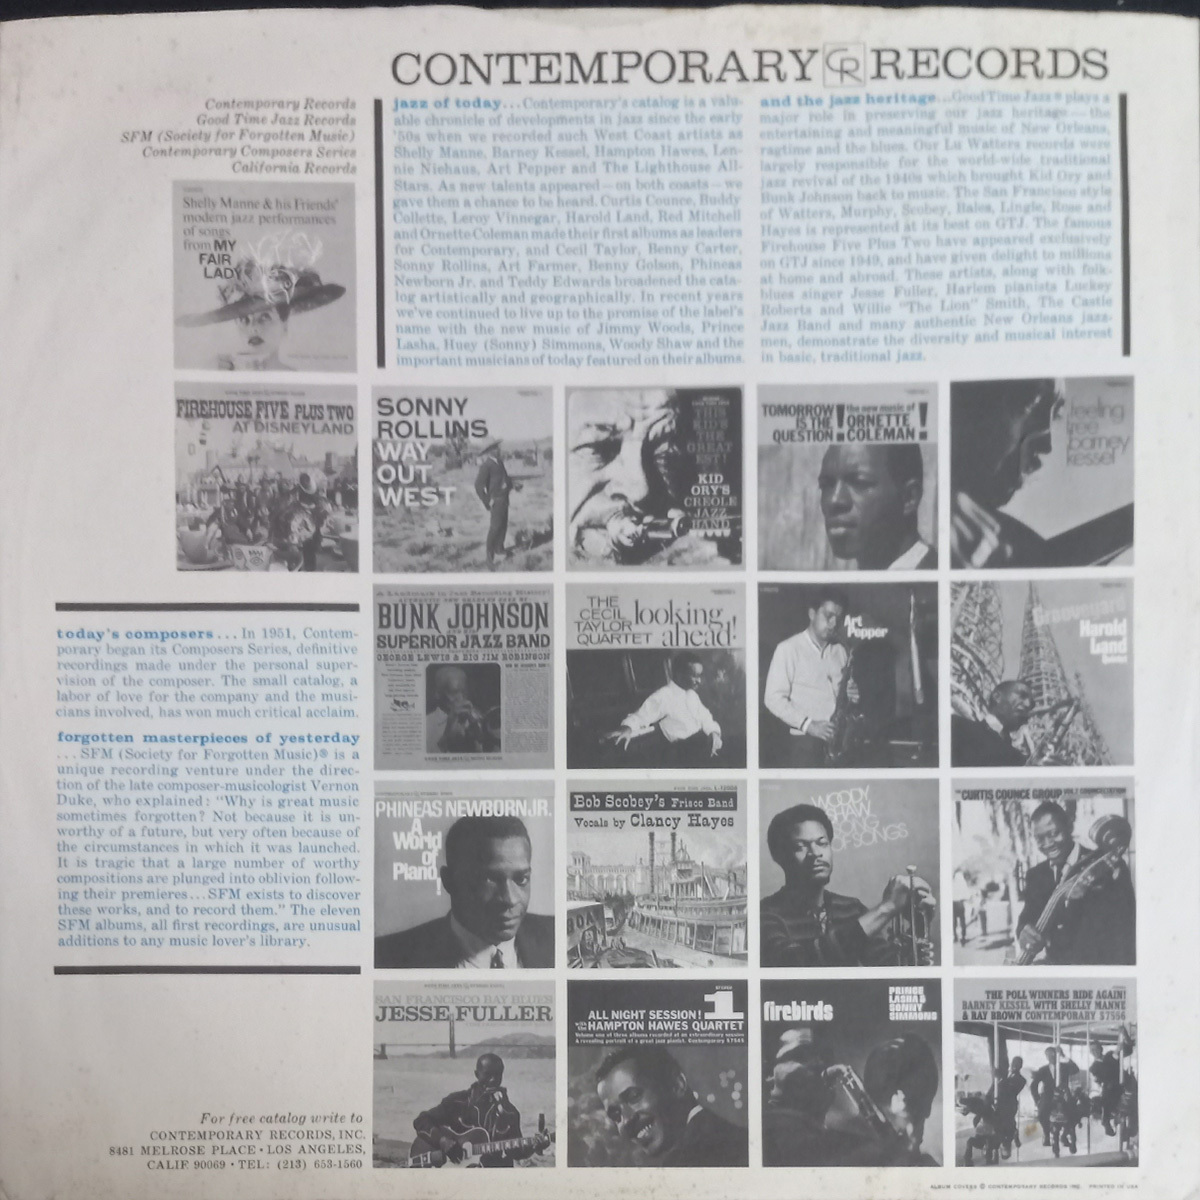 CONTEMPORARY CR RECORDS
Contemporary Records
Good Time Jazz Records
SFM (Society for Forgotten Music)
Contemporary Composers Series
California Records
jazz of today...Contemporary's catalog is a valu-
able chronicle of developments in jazz since the early
'50s when we recorded such West Coast artists as
Shelly Manne, Barney Kessel, Hampton Hawes, Len-
nie Niehaus, Art Pepper and The Lighthouse All-
Stars. As new talents appeared—on both coasts—we
gave them a chance to be heard. Curtis Counce, Buddy
Collette, Leroy Vinnegar, Harold Land, Red Mitchell
and Ornette Coleman made their first albums as leaders
for Contemporary, and Cecil Taylor, Benny Carter,
Sonny Rollins, Art Farmer, Benny Golson, Phineas
Newborn Jr. and Teddy Edwards broadened the cata-
log artistically and geographically. In recent years
we've continued to live up to the promise of the label's
name with the new music of Jimmy Woods, Prince
Lasha, Huey (Sonny) Simmons, Woody Shaw and the
important musicians of today featured on their albums.
and the jazz heritage...Good Time Jazz® plays a
major role in preserving our jazz heritage—the
entertaining and meaningful music of New Orleans,
ragtime and the blues. Our Lu Watters records were
largely responsible for the world-wide traditional
jazz revival of the 1940s which brought Kid Ory and
Bunk Johnson back to music. The San Francisco style
of Watters, Murphy, Scobey, Bales, Lingle, Rose and
Hayes is represented at its best on GTJ. The famous
Firehouse Five Plus Two have appeared exclusively
on GTJ since 1949, and have given delight to millions
at home and abroad. These artists, along with folk-
blues singer Jesse Fuller, Harlem pianists Luckey
Roberts and Willie "The Lion" Smith, The Castle
Jazz Band and many authentic New Orleans jazz-
men, demonstrate the diversity and musical interest
in basic, traditional jazz.
Shelly Manne & his Friends'
modern jazz performances
of songs
from MY
FAIR
LADY
FIREHOUSE FIVE PLUS TWO
AT DISNEYLAND
SONNY
ROLLINS
WAY
OUT
WEST
THIS
KID'S
THE
GREAT
EST!
KID
ORY'S
CREOLE
JAZZ
BAND
TOMORROW
IS THE
QUESTION!
the new music of
ORNETTE
COLEMAN!
feeling
free
barney
kessel
today's composers...In 1951, Contem-
porary began its Composers Series, definitive
recordings made under the personal super-
vision of the composer. The small catalog, a
labor of love for the company and the musi-
cians involved, has won much critical acclaim.
forgotten masterpieces of yesterday
...SFM (Society for Forgotten Music)® is a
unique recording venture under the direc-
tion of the late composer-musicologist Vernon
Duke, who explained: "Why is great music
sometimes forgotten? Not because it is un-
worthy of a future, but very often because of
the circumstances in which it was launched.
It is tragic that a large number of worthy
compositions are plunged into oblivion follow-
ing their premieres...SFM exists to discover
these works, and to record them." The eleven
SFM albums, all first recordings, are unusual
additions to any music lover's library.
A Landmark in Jazz Recording History!
BUNK JOHNSON
SUPERIOR JAZZ BAND
GEORGE LEWIS & BIG JIM ROBINSON
THE
CECIL
TAYLOR
QUARTET
looking
ahead!
Art
Pepper
Grooveyard
Harold
Land
PHINEAS NEWBORN, JR.
A
World
of
Piano!
Bob Scobey's Frisco Band
Vocals by Clancy Hayes
WOODY
SHAW
SONG
OF SONGS
CURTIS COUNCE GROUP
SAN FRANCISCO BAY BLUES
JESSE FULLER
ALL NIGHT SESSION! 1
HAMPTON HAWES QUARTET
firebirds
PRINCE
LASHA &
SONNY
SIMMONS
THE POLL WINNERS RIDE AGAIN!
BARNEY KESSEL WITH SHELLY MANNE
& RAY BROWN CONTEMPORARY S7556
For free catalog write to
CONTEMPORARY RECORDS, INC.
8481 MELROSE PLACE • LOS ANGELES,
CALIF. 90069 • TEL: (213) 653-1560
ALBUM COVERS © CONTEMPORARY RECORDS INC. PRINTED IN USA